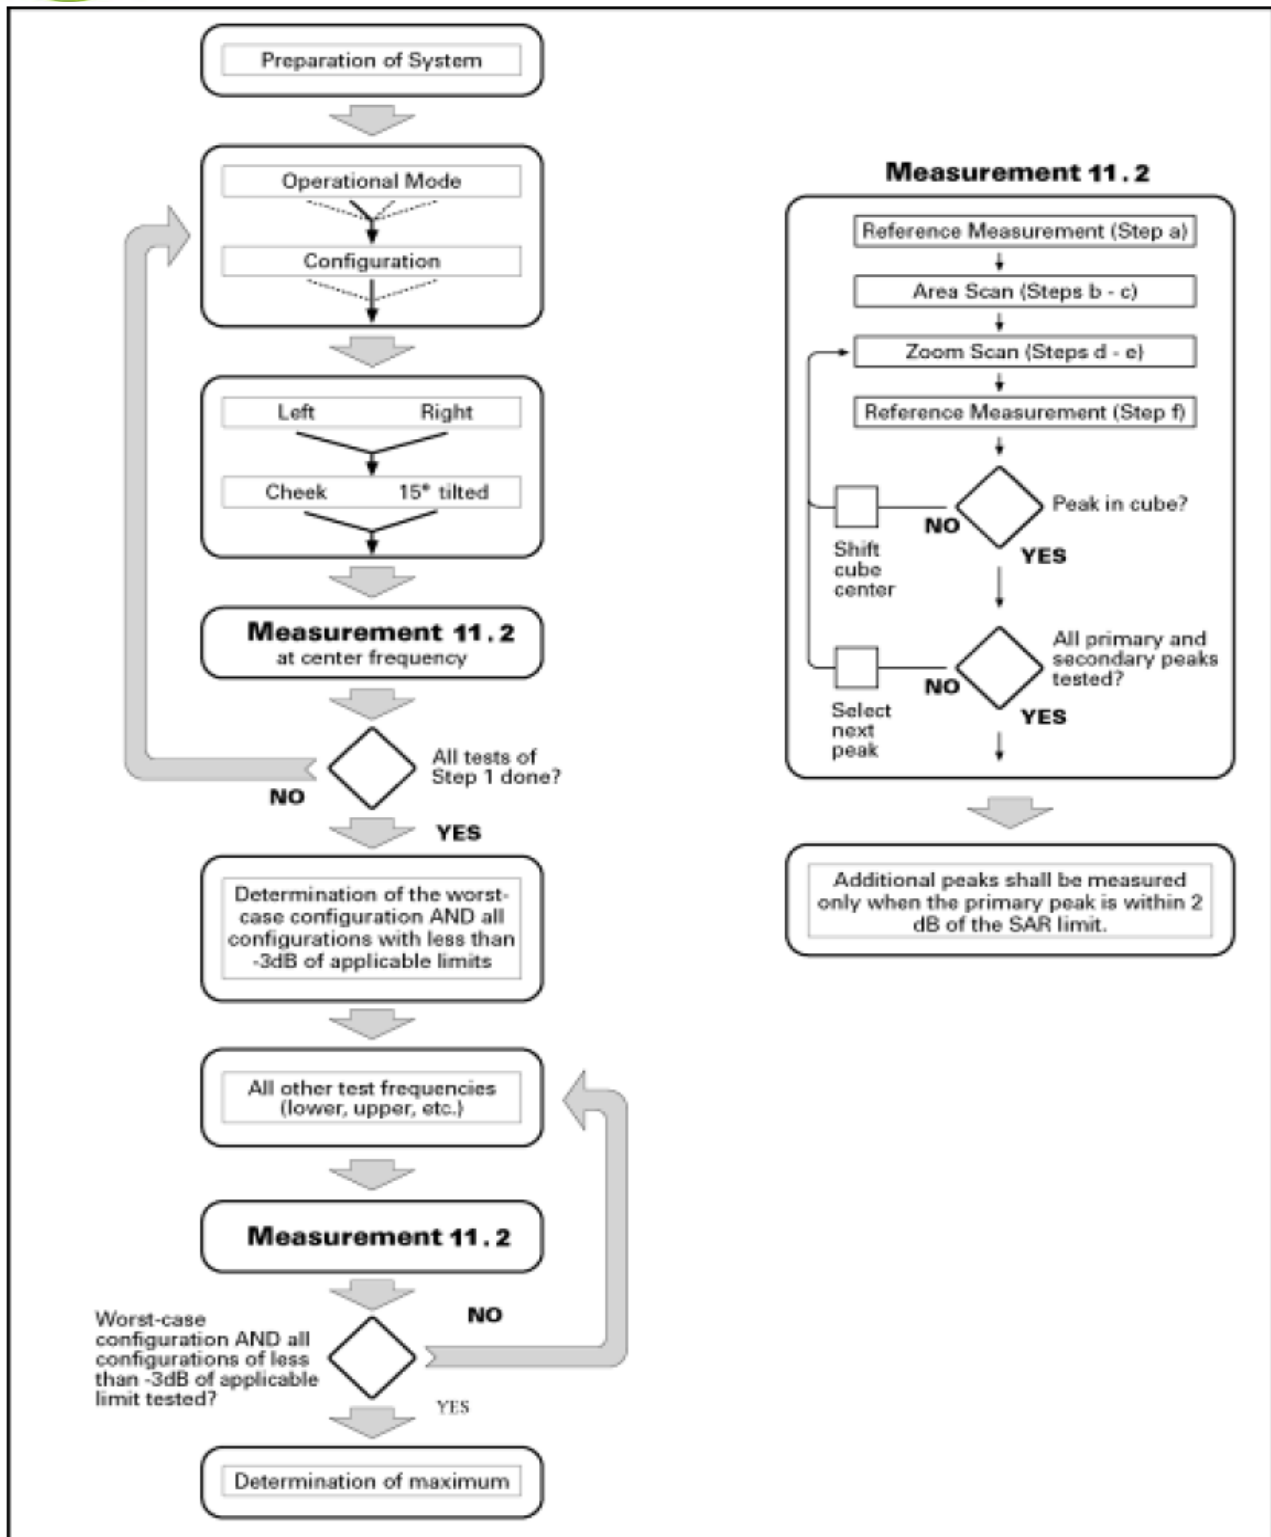 Preparation of System
Operational Mode
Configuration
Left Right
Cheek 15° tilted
Measurement 11.2
at center frequency
All tests of
Step 1 done?
NO
YES
Determination of the worst-
case configuration AND all
configurations with less than
-3dB of applicable limits
All other test frequencies
(lower, upper, etc.)
Measurement 11.2
NO
Worst-case
configuration AND all
configurations of less
than -3dB of applicable
limit tested?
YES
Determination of maximum
Measurement 11.2
Reference Measurement (Step a)
Area Scan (Steps b - c)
Zoom Scan (Steps d - e)
Reference Measurement (Step f)
Peak in cube?
NO
YES
Shift
cube
center
All primary and
secondary peaks
tested?
NO
YES
Select
next
peak
Additional peaks shall be measured
only when the primary peak is within 2
dB of the SAR limit.